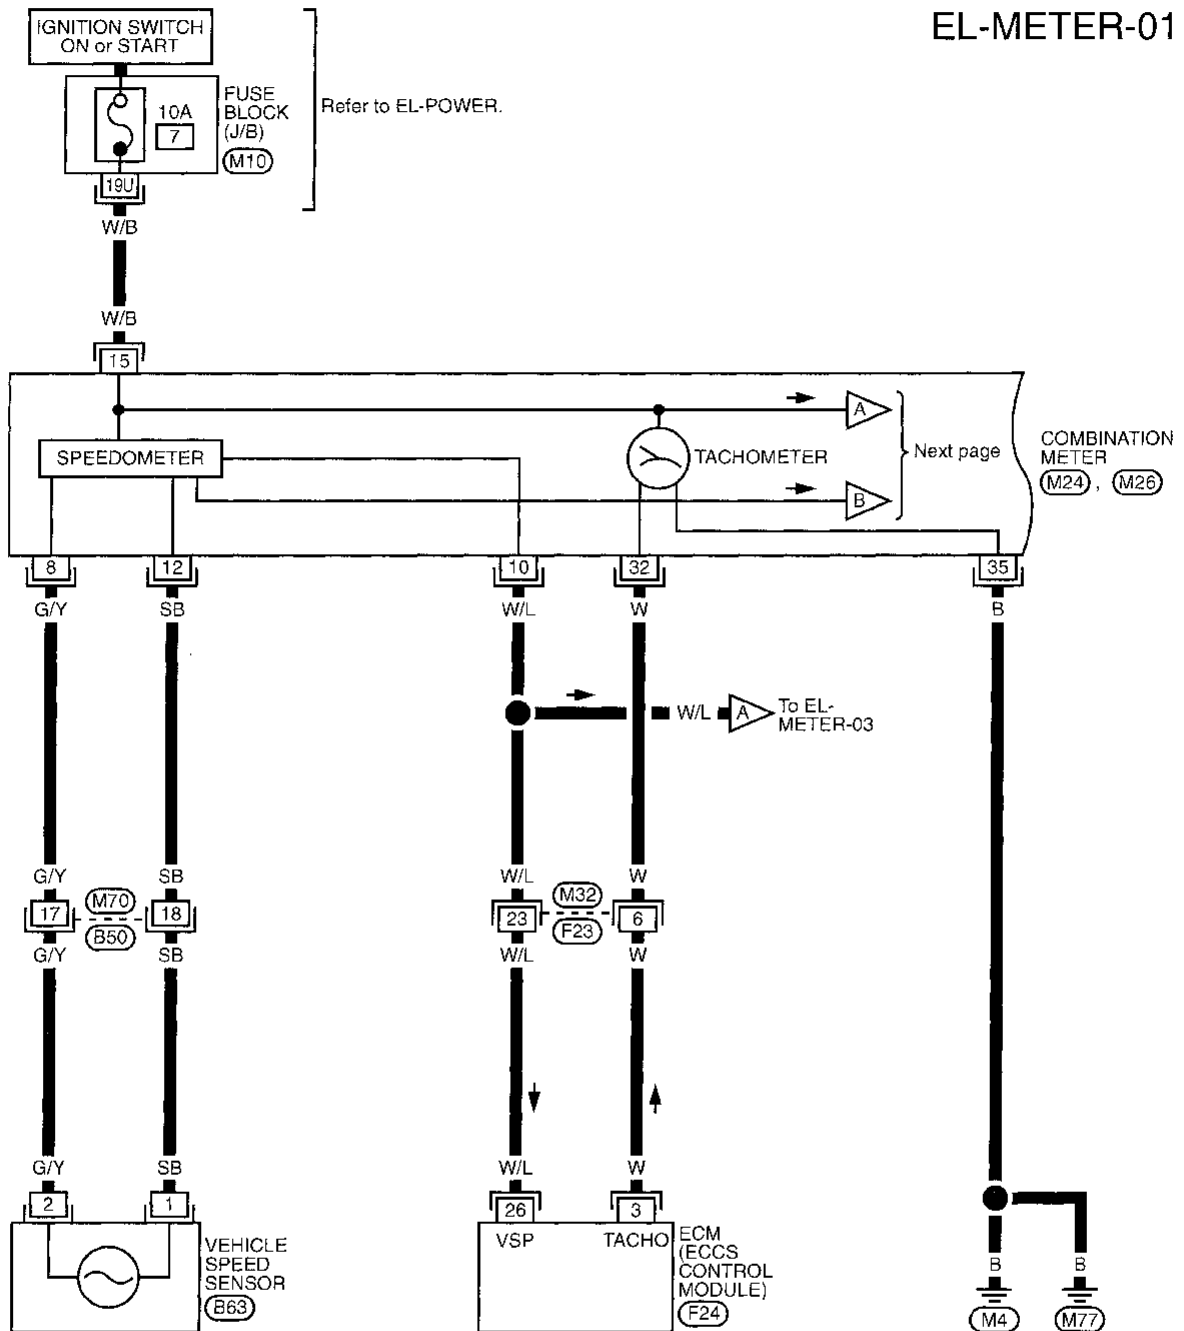 EL-METER-01
IGNITION SWITCH
ON or START
10A
7
FUSE
BLOCK
(J/B)
M10
Refer to EL-POWER.
19U
W/B
W/B
15
SPEEDOMETER
TACHOMETER
A
B
Next page
COMBINATION
METER
M24 , M26
8
12
10
32
35
G/Y
SB
W/L
W
B
W/L
A
To EL-
METER-03
G/Y
SB
W/L
W
17
M70
B50
18
23
M32
F23
6
G/Y
SB
W/L
W
G/Y
SB
W/L
W
2
1
26
3
VSP
TACHO
VEHICLE
SPEED
SENSOR
B63
ECM
(ECCS
CONTROL
MODULE)
F24
B
B
M4
M77